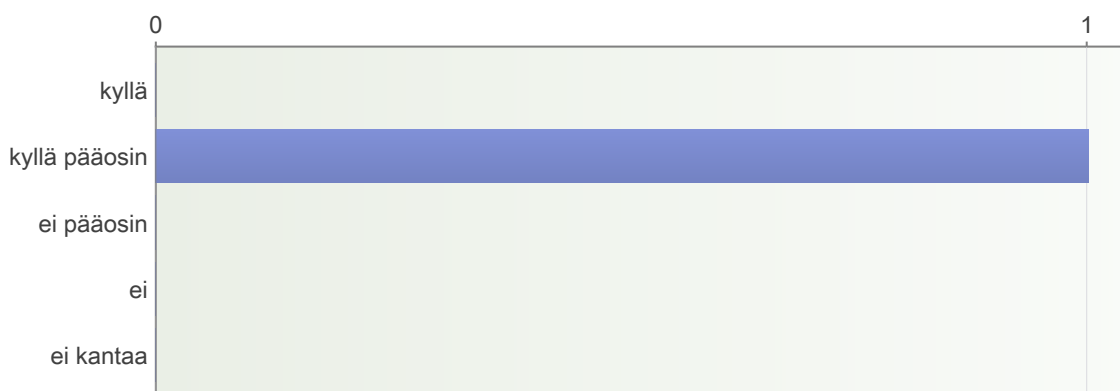 0 1
kyllä
kyllä pääosin
ei pääosin
ei
ei kantaa